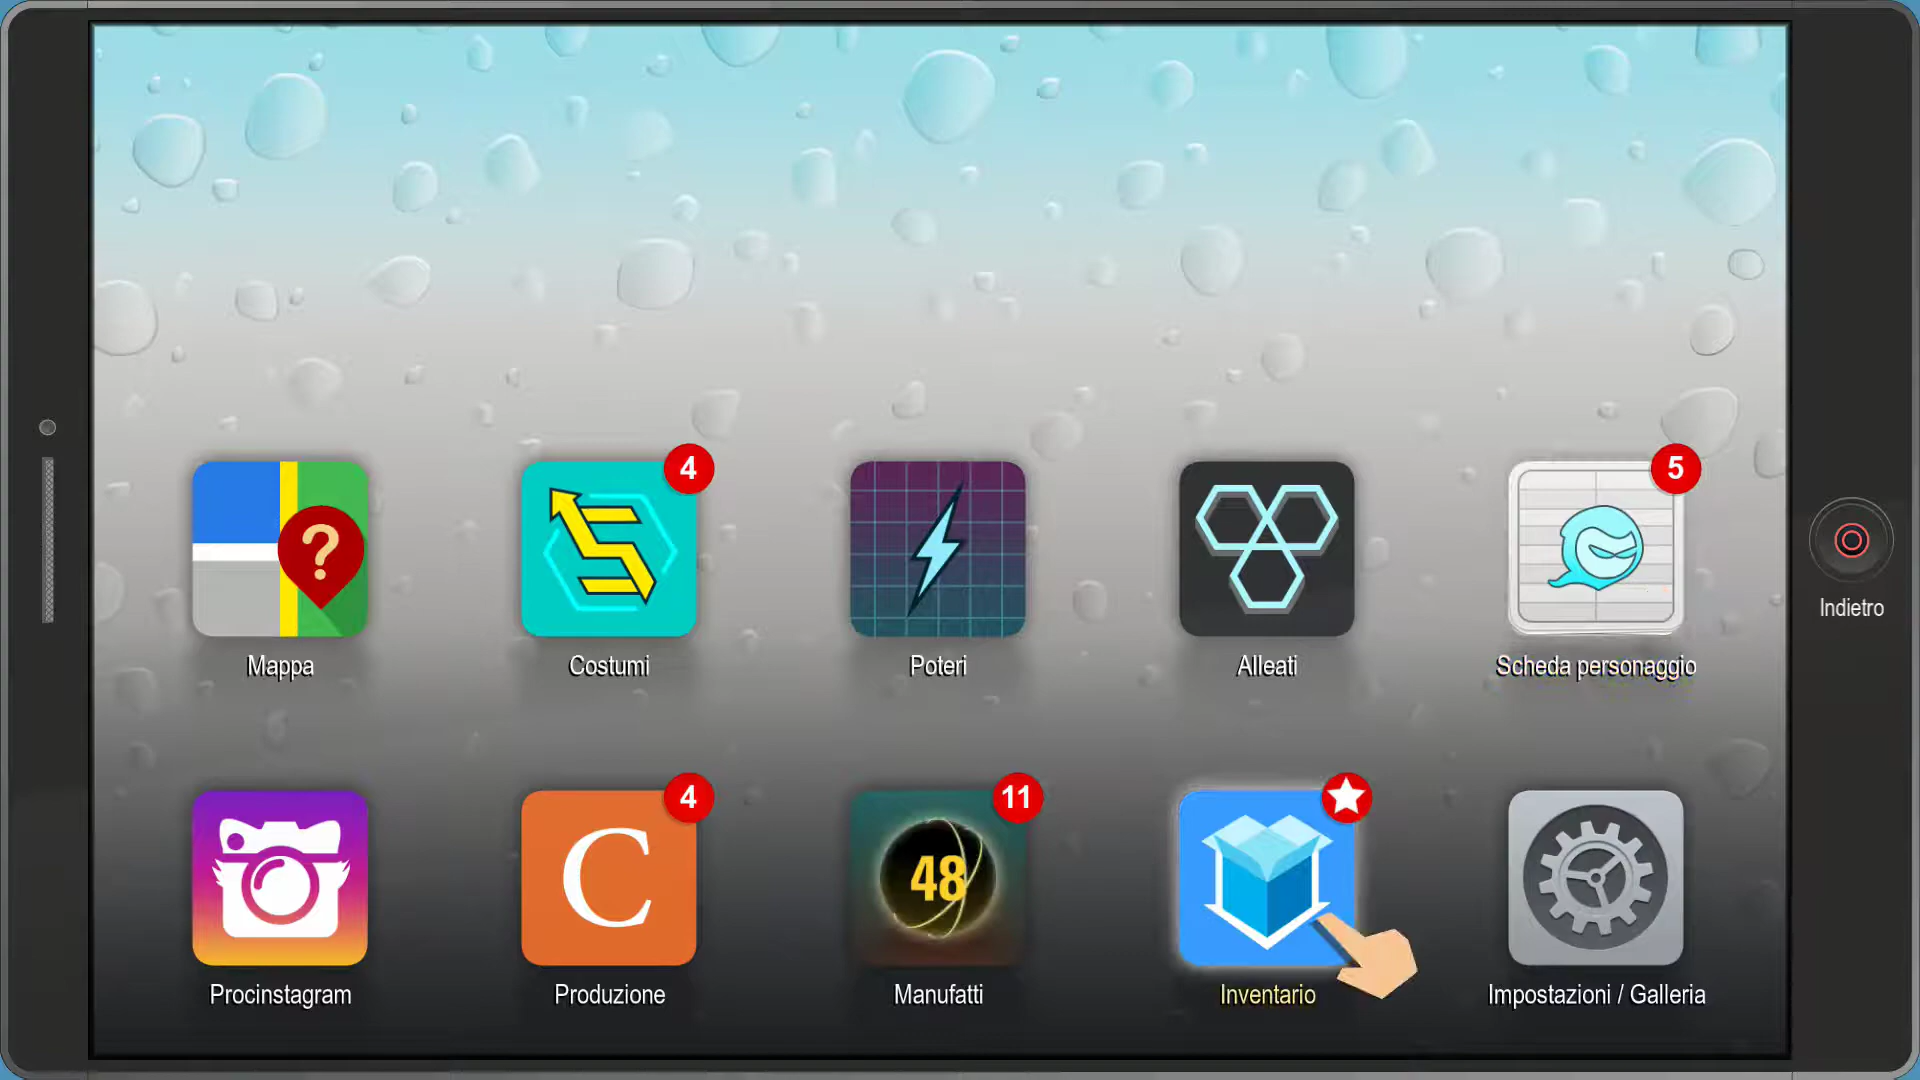 4
5
?
Mappa
Costumi
Poteri
Alleati
Scheda personaggio
Indietro
4
11
C
48
Procinstagram
Produzione
Manufatti
Inventario
Impostazioni / Galleria